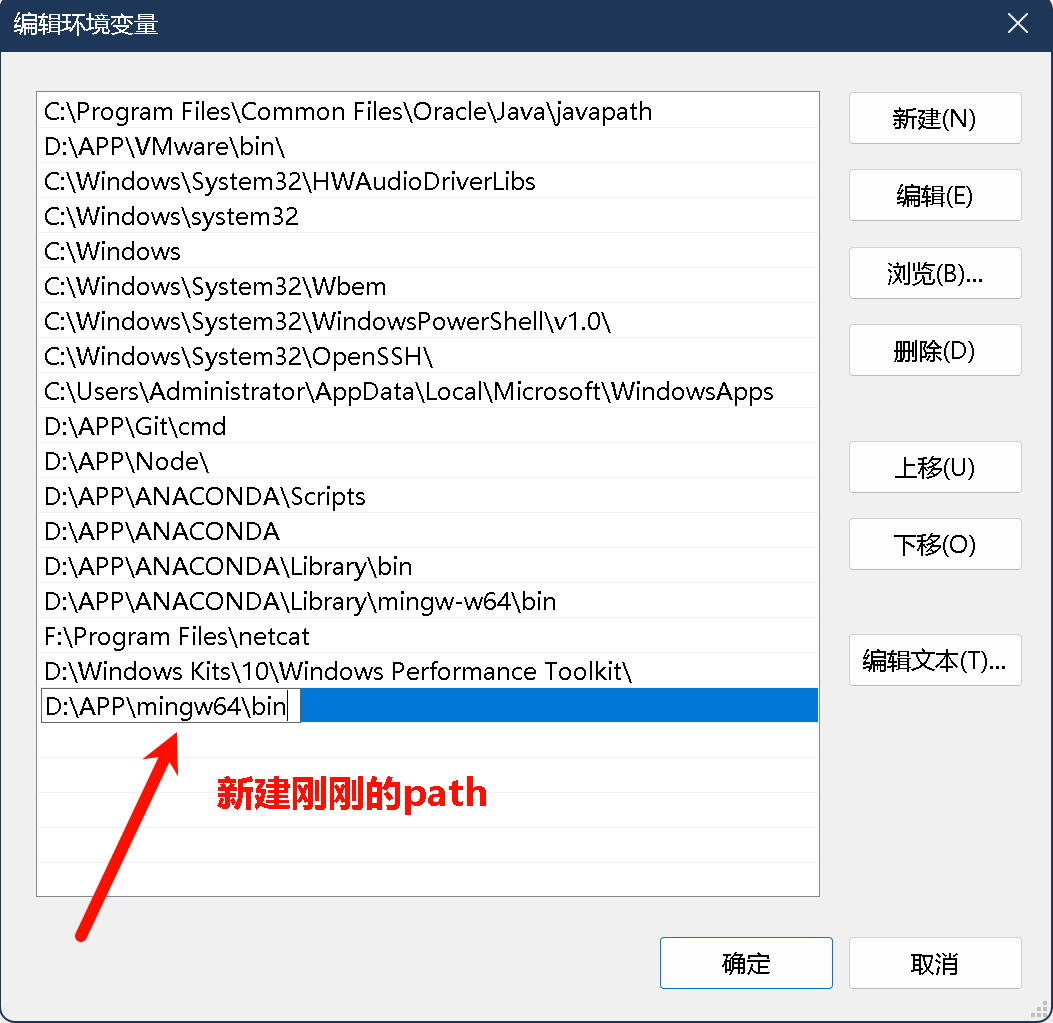 编辑环境变量
C:\Program Files\Common Files\Oracle\Java\javapath
D:\APP\VMware\bin\
C:\Windows\System32\HWAudioDriverLibs
C:\Windows\system32
C:\Windows
C:\Windows\System32\Wbem
C:\Windows\System32\WindowsPowerShell\v1.0\
C:\Windows\System32\OpenSSH\
C:\Users\Administrator\AppData\Local\Microsoft\WindowsApps
D:\APP\Git\cmd
D:\APP\Node\
D:\APP\ANACONDA\Scripts
D:\APP\ANACONDA
D:\APP\ANACONDA\Library\bin
D:\APP\ANACONDA\Library\mingw-w64\bin
F:\Program Files\netcat
D:\Windows Kits\10\Windows Performance Toolkit\
D:\APP\mingw64\bin
新建刚刚的path
新建(N)
编辑(E)
浏览(B)...
删除(D)
上移(U)
下移(O)
编辑文本(T)...
确定
取消